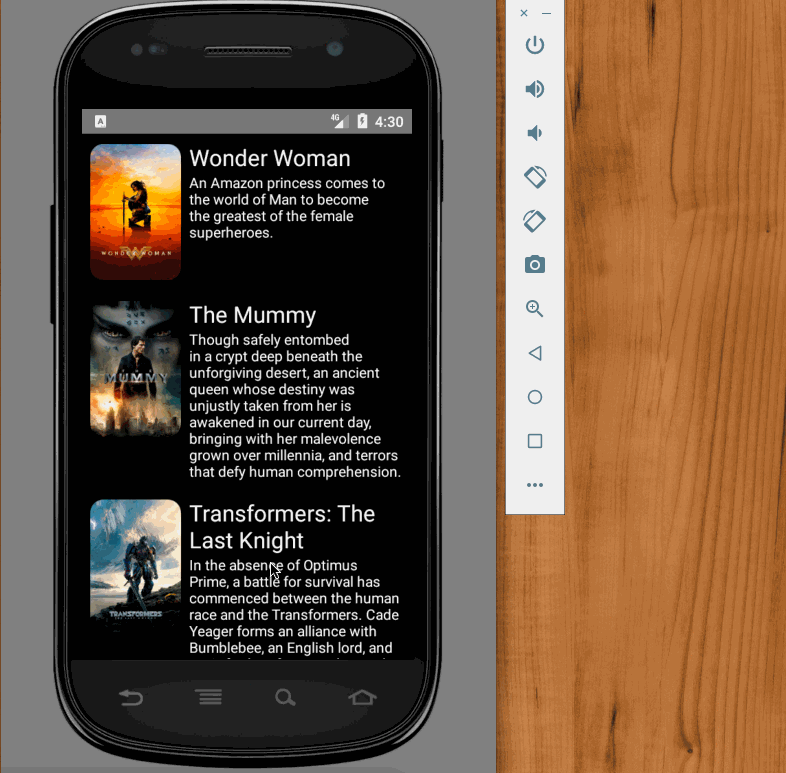 A
4G
4:30
Wonder Woman
An Amazon princess comes to
the world of Man to become
the greatest of the female
superheroes.
WONDER WOMAN
The Mummy
Though safely entombed
in a crypt deep beneath the
unforgiving desert, an ancient
queen whose destiny was
unjustly taken from her is
awakened in our current day,
bringing with her malevolence
grown over millennia, and terrors
that defy human comprehension.
MUMMY
Transformers: The
Last Knight
In the absence of Optimus
Prime, a battle for survival has
commenced between the human
race and the Transformers. Cade
Yeager forms an alliance with
Bumblebee, an English lord, and
TRANSFORMERS